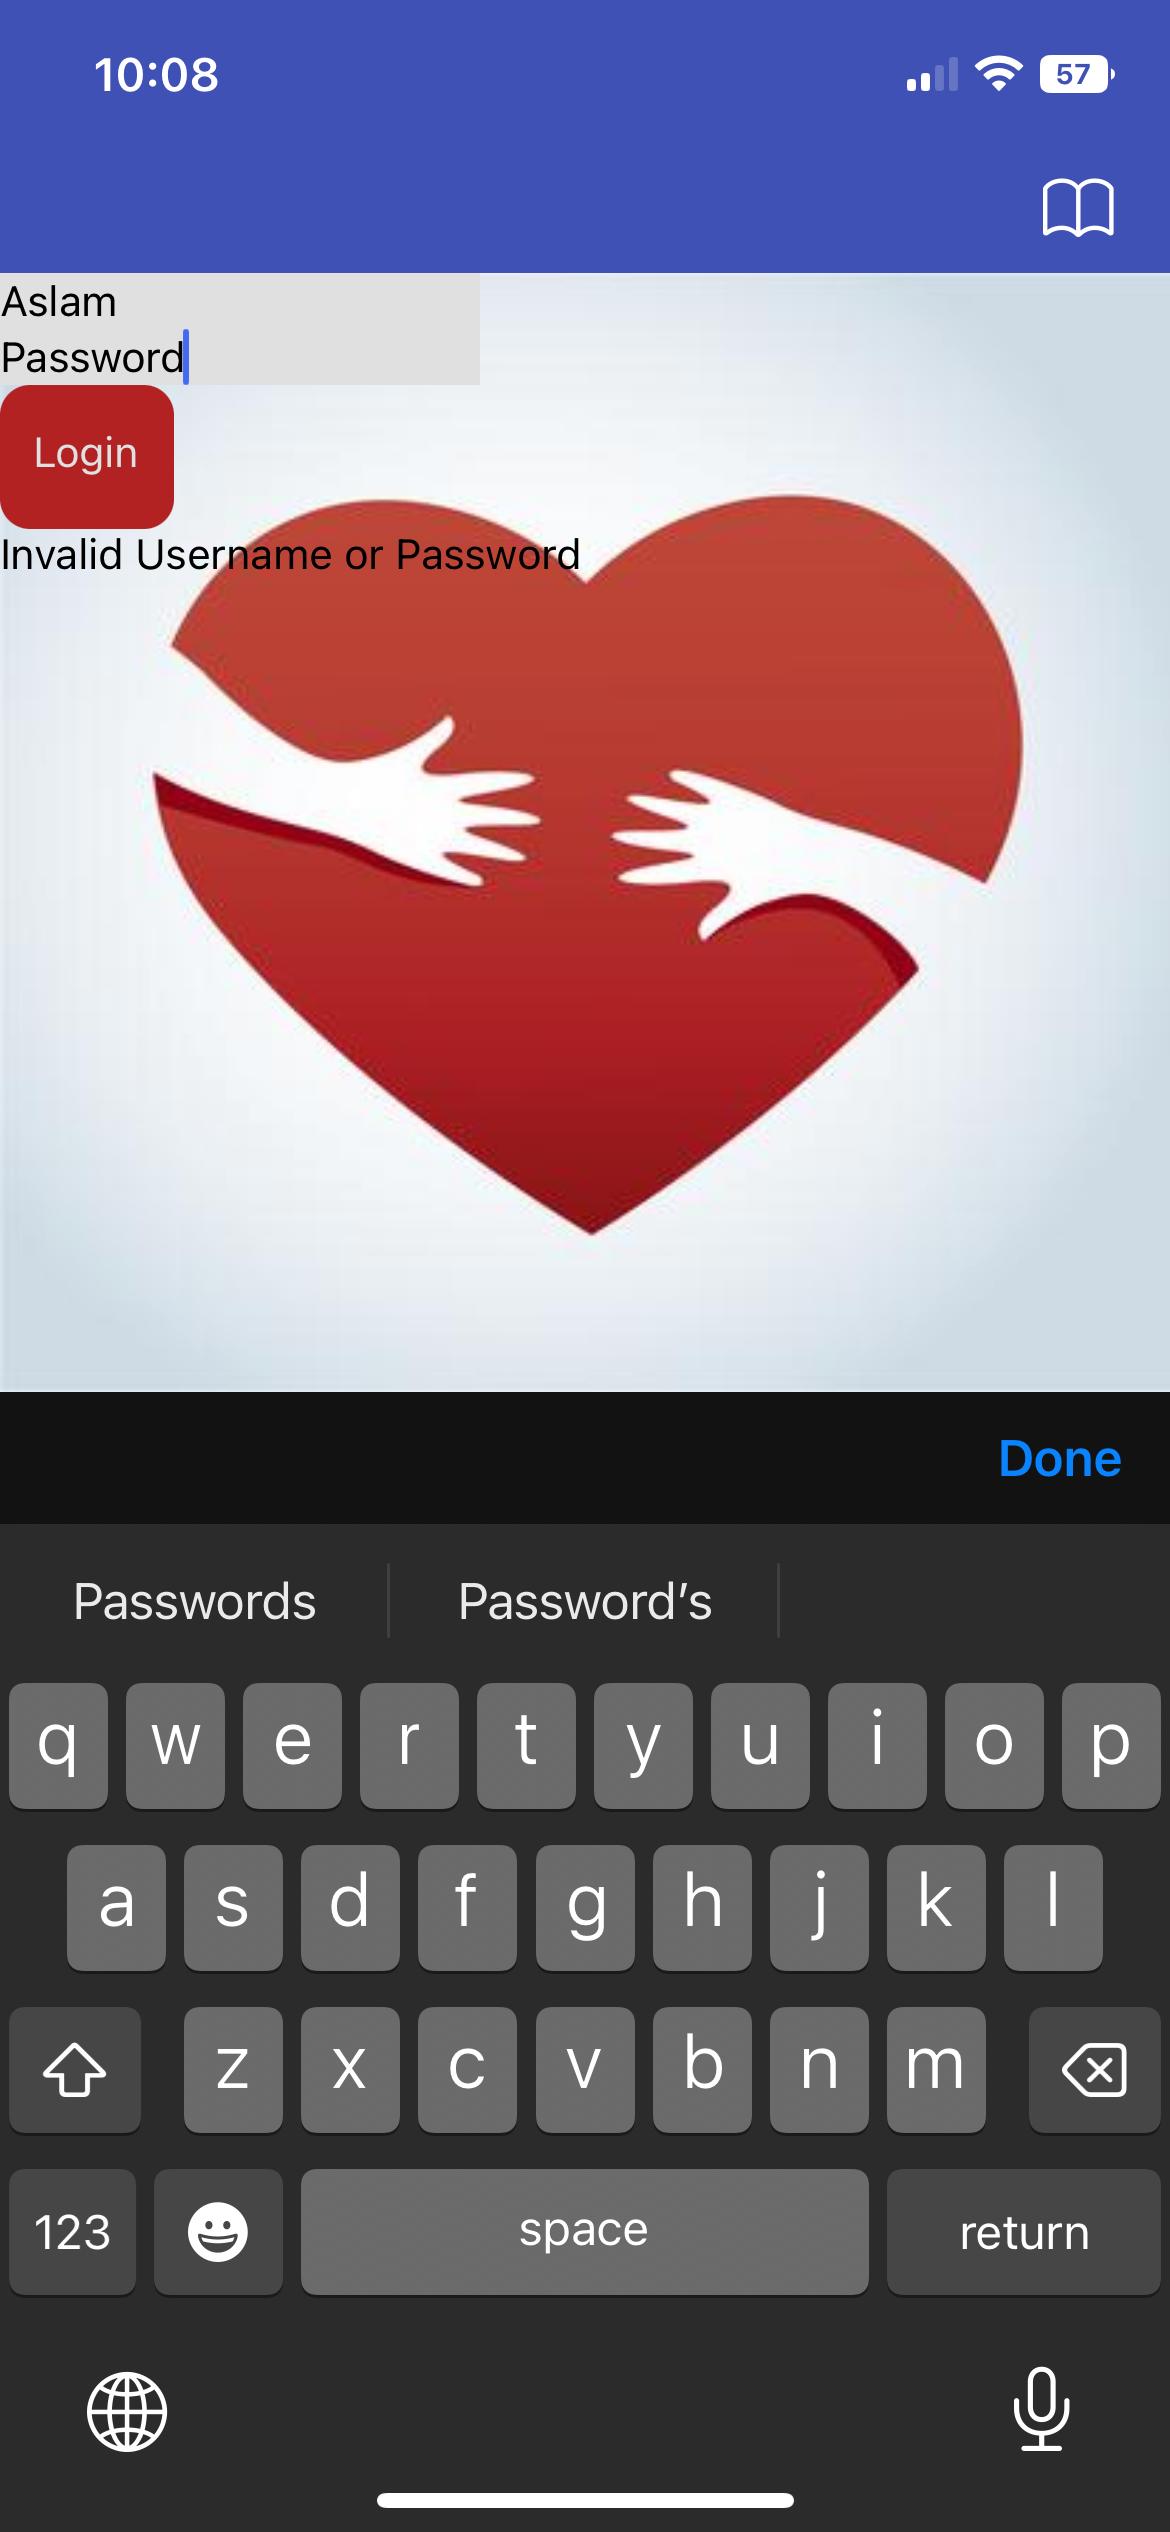 10:08
57
Aslam
Password
Login
Invalid Username or Password
Done
Passwords
Password’s
q w e r t y u i o p
a s d f g h j k l
z x c v b n m
123 space return